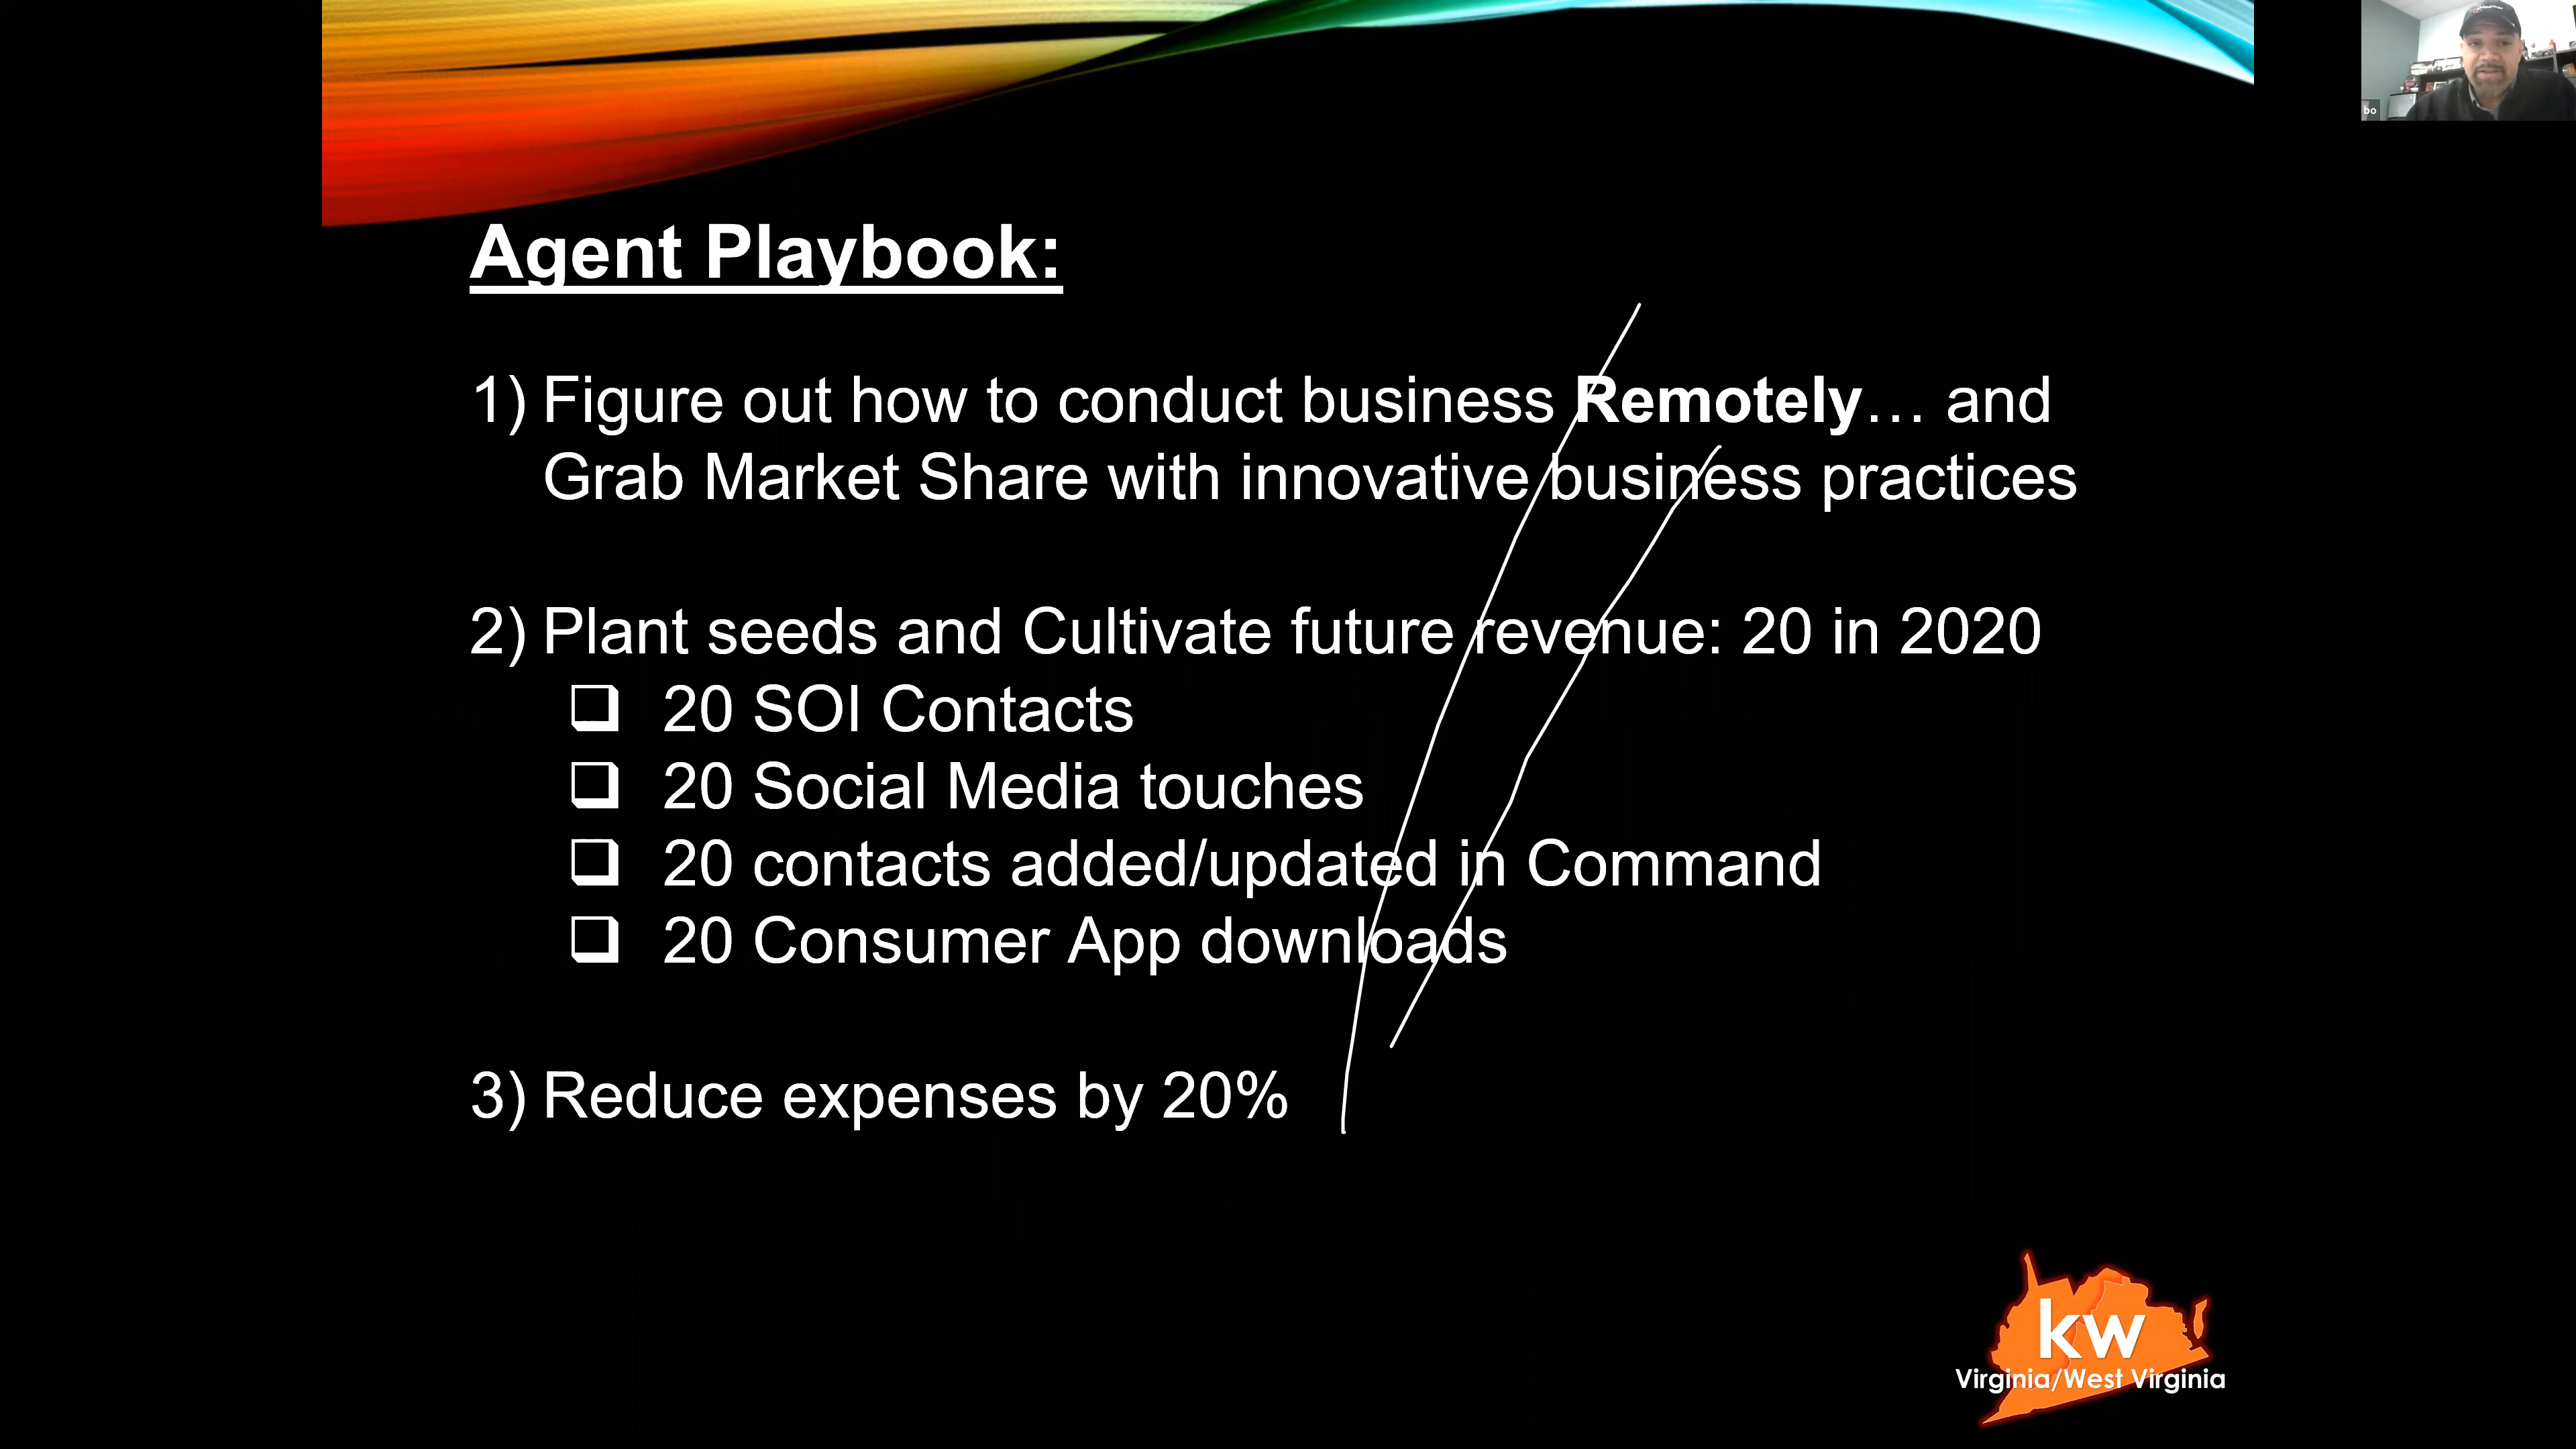 bo
Agent Playbook:
1) Figure out how to conduct business Remotely… and
Grab Market Share with innovative business practices
2) Plant seeds and Cultivate future revenue: 20 in 2020
❑ 20 SOI Contacts
❑ 20 Social Media touches
❑ 20 contacts added/updated in Command
❑ 20 Consumer App downloads
3) Reduce expenses by 20%
kw
Virginia/West Virginia